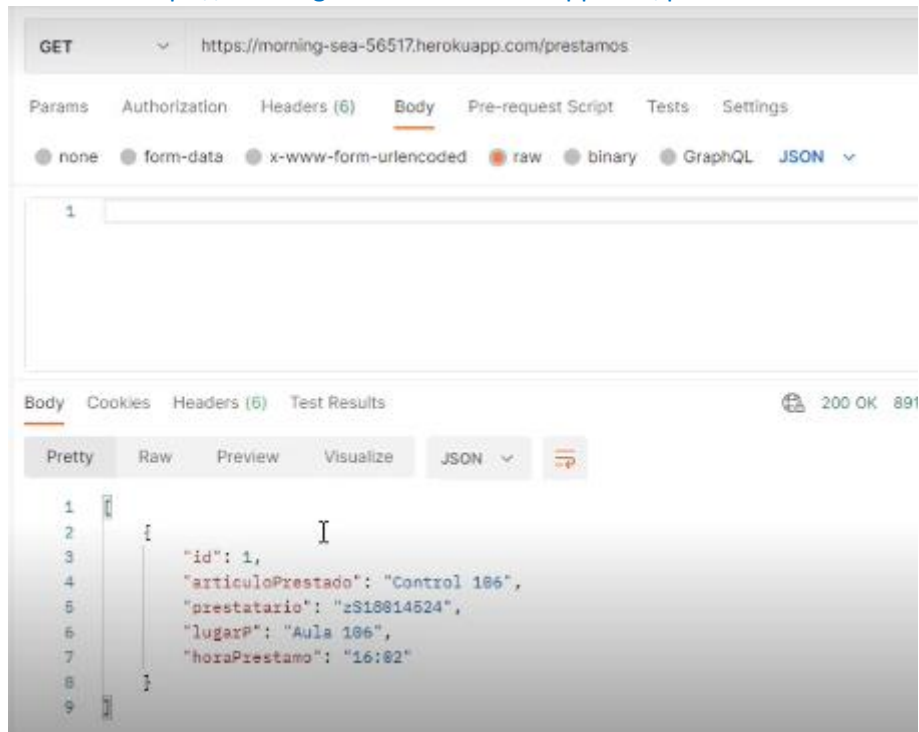 GET https://morning-sea-56517.herokuapp.com/prestamos
Params Authorization Headers (6) Body Pre-request Script Tests Settings
none form-data x-www-form-urlencoded raw binary GraphQL JSON
1
Body Cookies Headers (6) Test Results 200 OK 891
Pretty Raw Preview Visualize JSON
1 [
2 {
3 "id": 1,
4 "articuloPrestado": "Control 106",
5 "prestatario": "zS18014524",
6 "lugarP": "Aula 106",
7 "horaPrestamo": "16:02"
8 }
9 ]